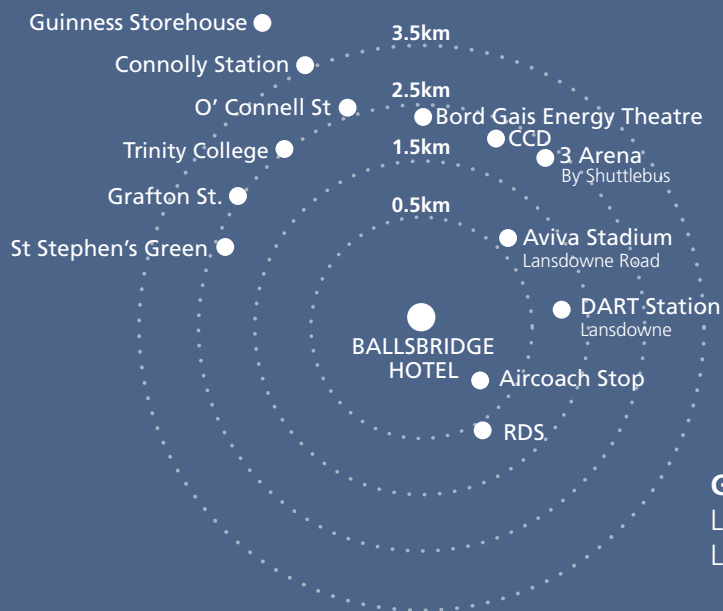 Guinness Storehouse
3.5km
Connolly Station
2.5km
O' Connell St
Bord Gais Energy Theatre
CCD
1.5km
Trinity College
3 Arena
By Shuttlebus
Grafton St.
0.5km
St Stephen's Green
Aviva Stadium
Lansdowne Road
DART Station
Lansdowne
BALLSBRIDGE
HOTEL
Aircoach Stop
RDS
G
L
L